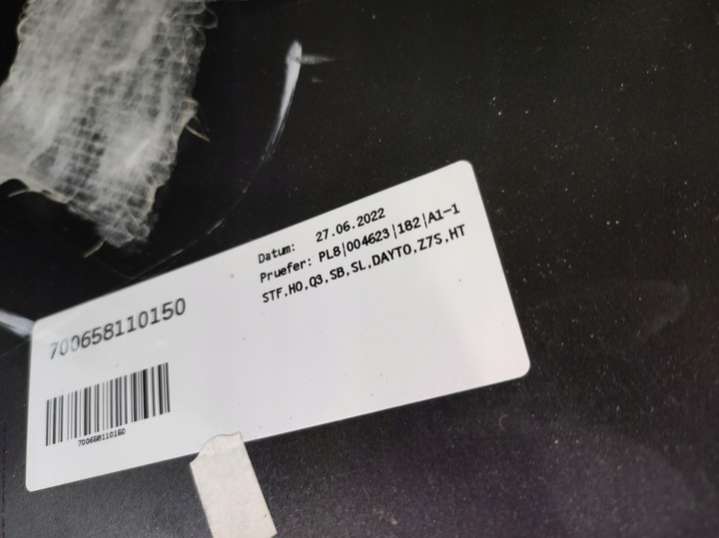 Datum: 27.06.2022
Pruefer: PL8|004623|182|A1-1
STF,HO,Q3,SB,SL,DAYTO,Z7S,HT
700658110150
700658110150